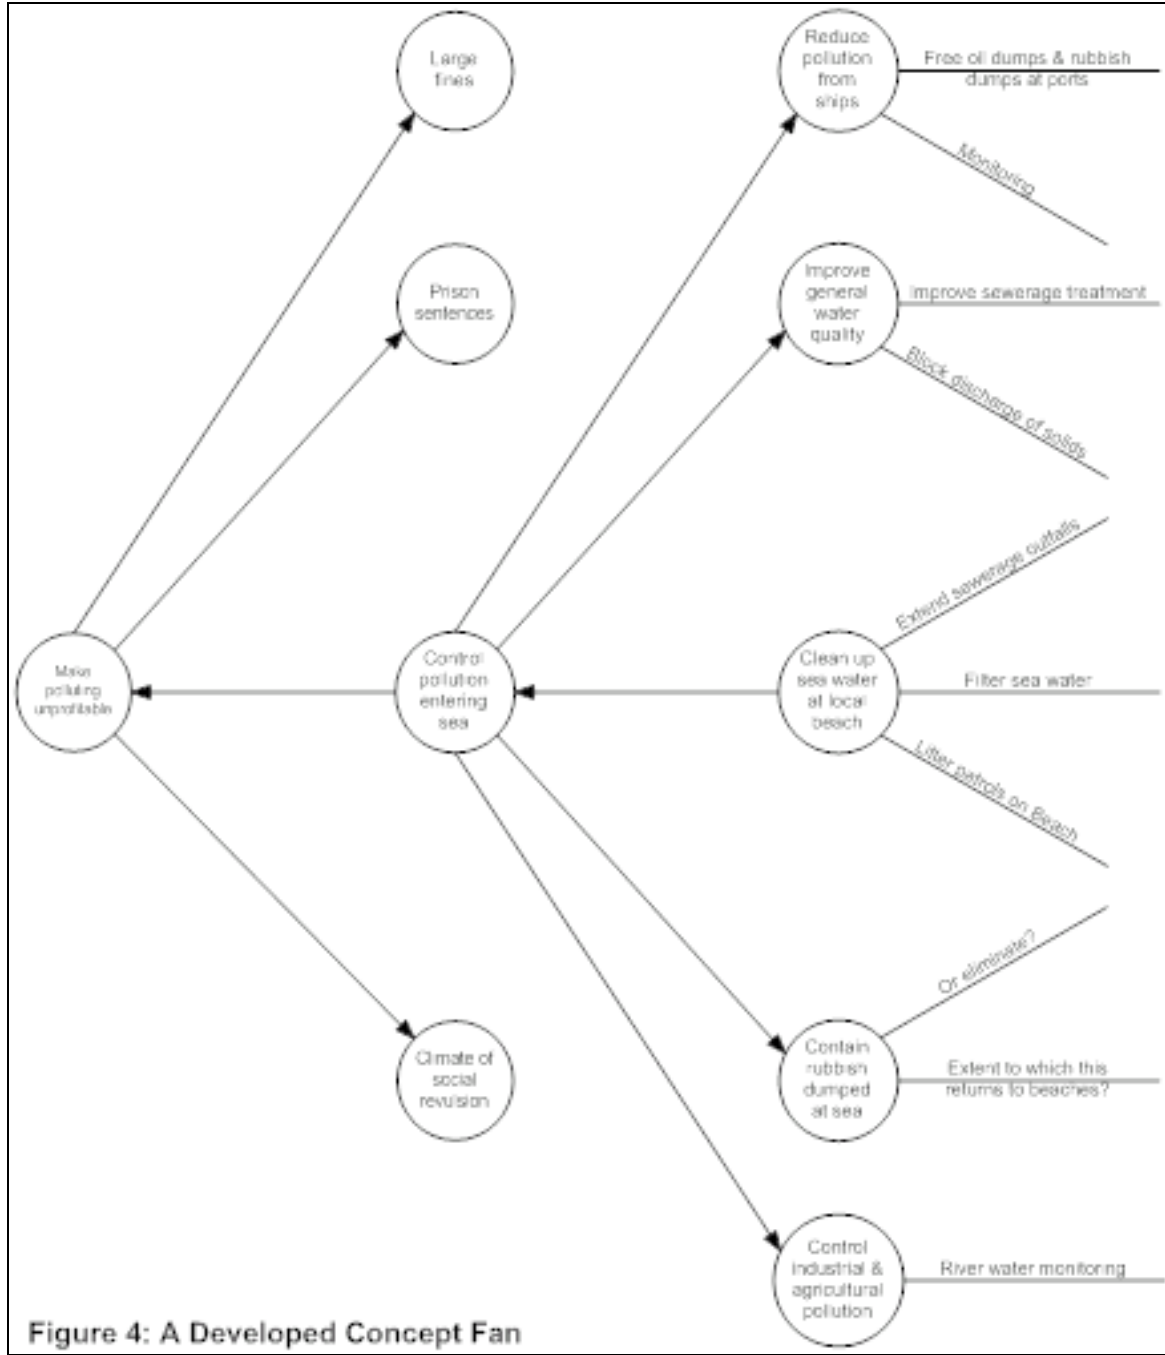 Large
fines
Reduce
pollution
from
ships
Free oil dumps & rubbish
dumps at ports
Monitoring
Prison
sentences
Improve
general
water
quality
Improve sewerage treatment
Block discharge of solids
Extend sewerage outfalls
Make
polluting
unprofitable
Control
pollution
entering
sea
Clean up
sea water
at local
beach
Filter sea water
Litter patrols on Beach
Or eliminate?
Climate of
social
revulsion
Contain
rubbish
dumped
at sea
Extent to which this
returns to beaches?
Control
industrial &
agricultural
pollution
River water monitoring
Figure 4: A Developed Concept Fan